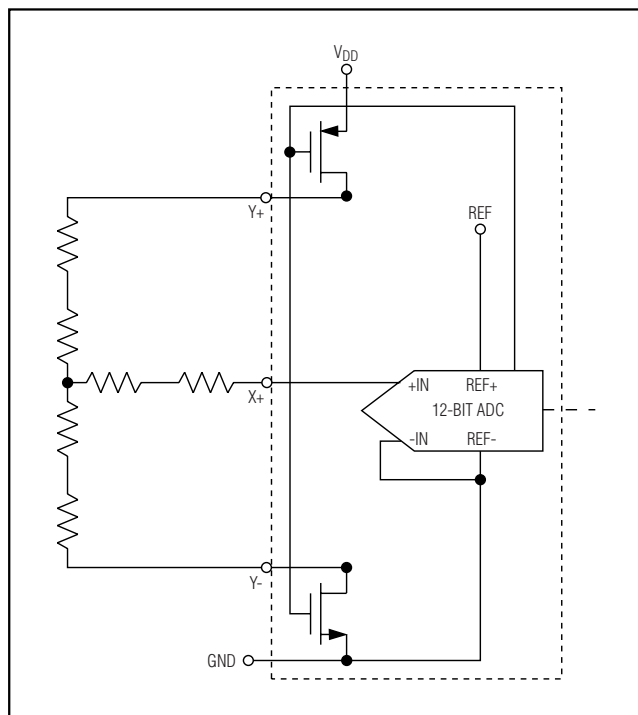 VDD
Y+
REF
X+
+IN REF+
12-BIT ADC
-IN REF-
Y-
GND